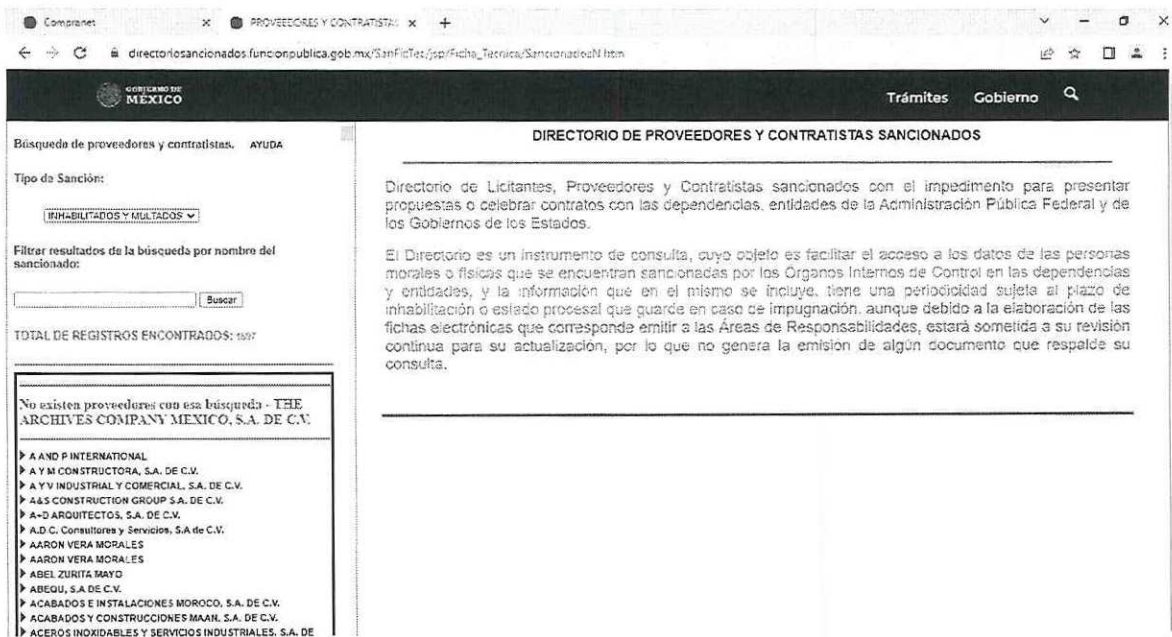 Compranet
PROVEEDORES Y CONTRATISTAS
directoriosancionados.funcionpublica.gob.mx/SanFicTec/jsp/Ficha_Tecnica/SancionadosN.htm
GOBIERNO DE
MÉXICO
Trámites Gobierno
Búsqueda de proveedores y contratistas. AYUDA
Tipo de Sanción:
INHABILITADOS Y MULTADOS
Filtrar resultados de la búsqueda por nombre del
sancionado:
Buscar
TOTAL DE REGISTROS ENCONTRADOS: 1597
No existen proveedores con esa búsqueda - THE
ARCHIVES COMPANY MEXICO, S.A. DE C.V.
A AND P INTERNATIONAL
A Y M CONSTRUCTORA, S.A. DE C.V.
A Y V INDUSTRIAL Y COMERCIAL, S.A. DE C.V.
A&S CONSTRUCTION GROUP S.A. DE C.V.
A+D ARQUITECTOS, S.A. DE C.V.
A.D.C. Consultores y Servicios, S.A de C.V.
AARON VERA MORALES
AARON VERA MORALES
ABEL ZURITA MAYO
ABEQU, S.A DE C.V.
ACABADOS E INSTALACIONES MOROCO, S.A. DE C.V.
ACABADOS Y CONSTRUCCIONES MAAN, S.A. DE C.V.
ACEROS INOXIDABLES Y SERVICIOS INDUSTRIALES, S.A. DE
DIRECTORIO DE PROVEEDORES Y CONTRATISTAS SANCIONADOS
Directorio de Licitantes, Proveedores y Contratistas sancionados con el impedimento para presentar
propuestas o celebrar contratos con las dependencias, entidades de la Administración Pública Federal y de
los Gobiernos de los Estados.
El Directorio es un instrumento de consulta, cuyo objeto es facilitar el acceso a los datos de las personas
morales o físicas que se encuentran sancionadas por los Órganos Internos de Control en las dependencias
y entidades, y la información que en el mismo se incluye, tiene una periodicidad sujeta al plazo de
inhabilitación o estado procesal que guarde en caso de impugnación, aunque debido a la elaboración de las
fichas electrónicas que corresponde emitir a las Áreas de Responsabilidades, estará sometida a su revisión
continua para su actualización, por lo que no genera la emisión de algún documento que respalde su
consulta.